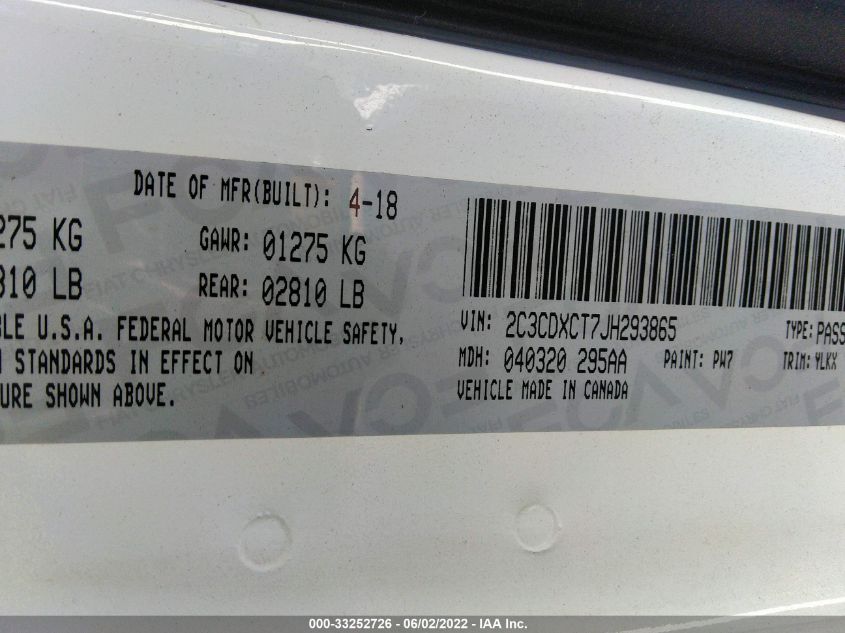 DATE OF MFR(BUILT): 4-18
275 KG GAWR: 01275 KG
810 LB REAR: 02810 LB
BLE U.S.A. FEDERAL MOTOR VEHICLE SAFETY,
STANDARDS IN EFFECT ON
URE SHOWN ABOVE.
VIN: 2C3CDXCT7JH293865 TYPE: PASS
MDH: 040320 295AA PAINT: PW7 TRIM: YLKX
VEHICLE MADE IN CANADA
000-33252726 - 06/02/2022 - IAA Inc.